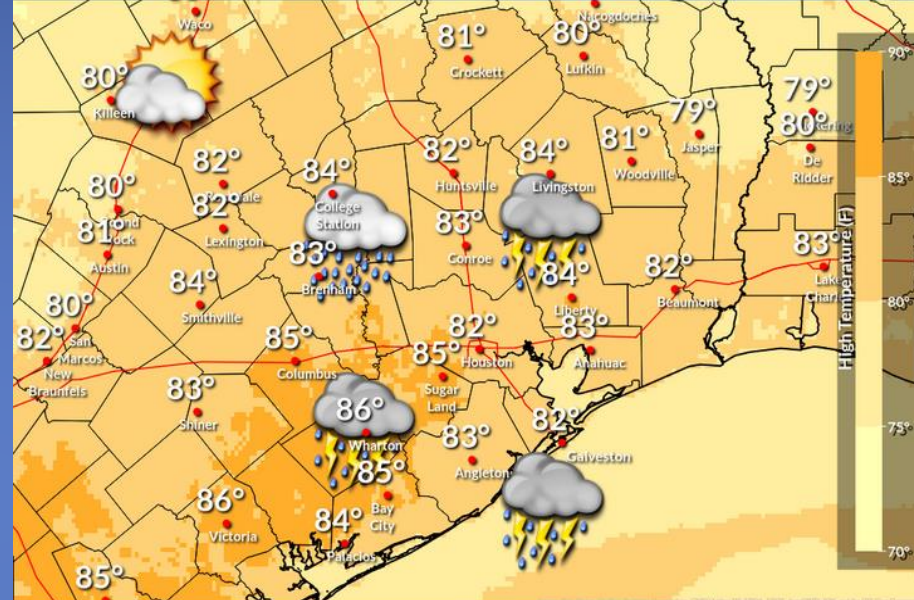 Waco
Nacogdoches
81°
Crockett
80°
Lufkin
80°
Killeen
79°
Jasper
79°
80°
De
Ridder
82°
81°
Woodville
82°
Huntsville
84°
Livingston
84°
College
Station
80°
82°
Lexington
81°
Austin
83°
Brenham
83°
Conroe
84°
Liberty
82°
Beaumont
83°
84°
Smithville
80°
San
Marcos
82°
New
Braunfels
85°
Columbus
82°
Houston
83°
Anahuac
85°
Sugar
Land
83°
Shiner
86°
Wharton
83°
Angleton
82°
Galveston
85°
Bay
City
86°
Victoria
84°
Palacios
85°
High Temperature (F)
90°
85°
80°
75°
70°